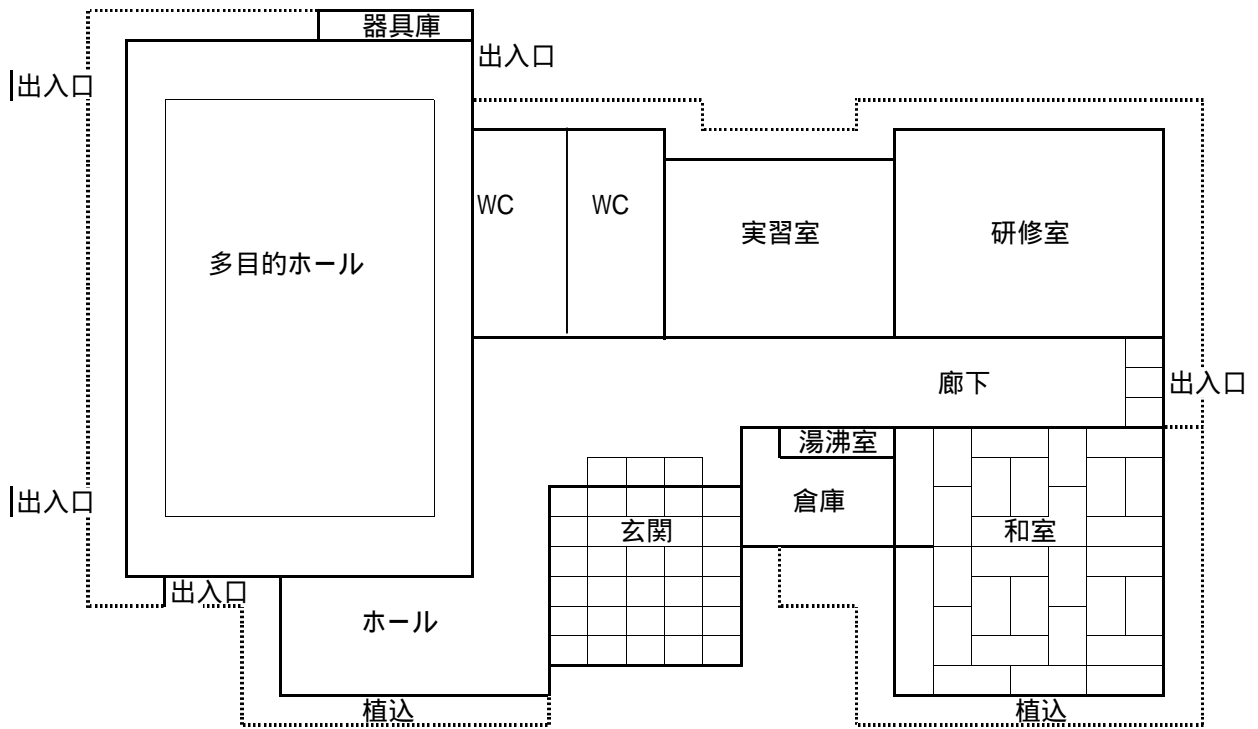 器具庫
出入口
出入口
WC
WC
実習室
研修室
多目的ホール
廊下
出入口
湯沸室
倉庫
出入口
玄関
和室
出入口
ホール
植込
植込